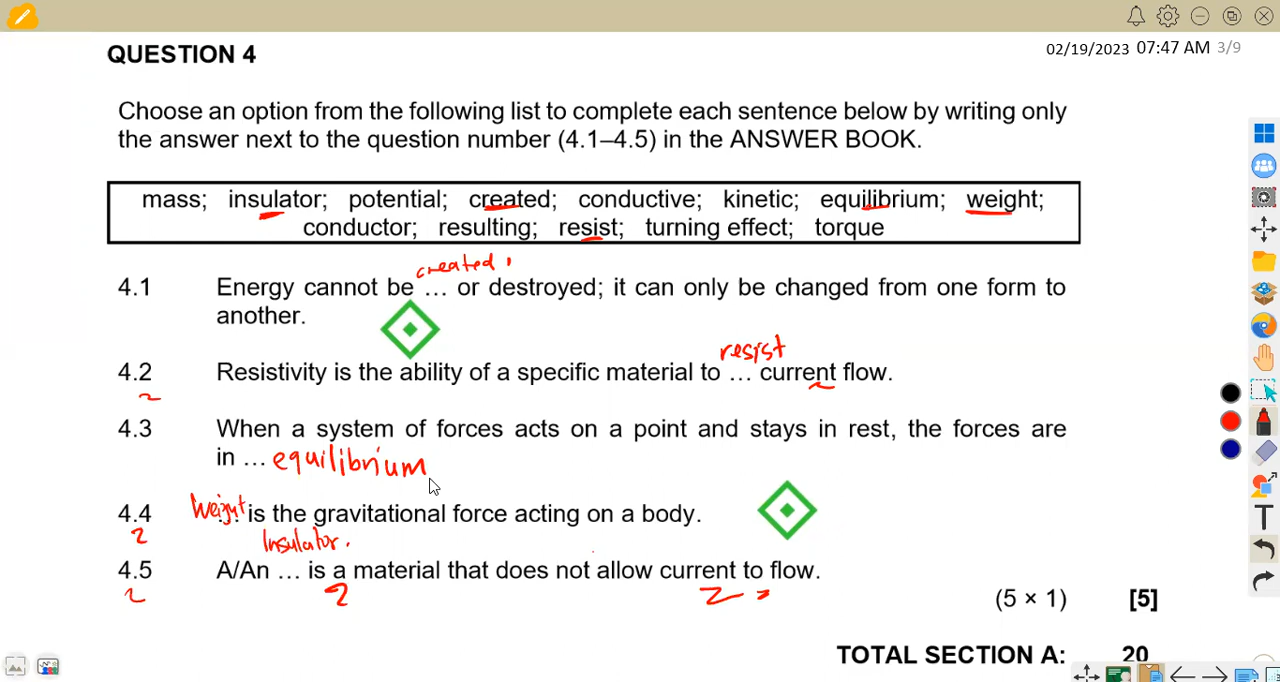 QUESTION 4
02/19/2023 07:47 AM 3/9
Choose an option from the following list to complete each sentence below by writing only
the answer next to the question number (4.1–4.5) in the ANSWER BOOK.
mass; insulator; potential; created; conductive; kinetic; equilibrium; weight;
conductor; resulting; resist; turning effect; torque
created.
4.1 Energy cannot be … or destroyed; it can only be changed from one form to
another.
resist
4.2 Resistivity is the ability of a specific material to … current flow.
4.3 When a system of forces acts on a point and stays in rest, the forces are
in … equilibrium
4.4 Weight … is the gravitational force acting on a body.
Insulator.
4.5 A/An … is a material that does not allow current to flow.
(5 × 1) [5]
TOTAL SECTION A: 20